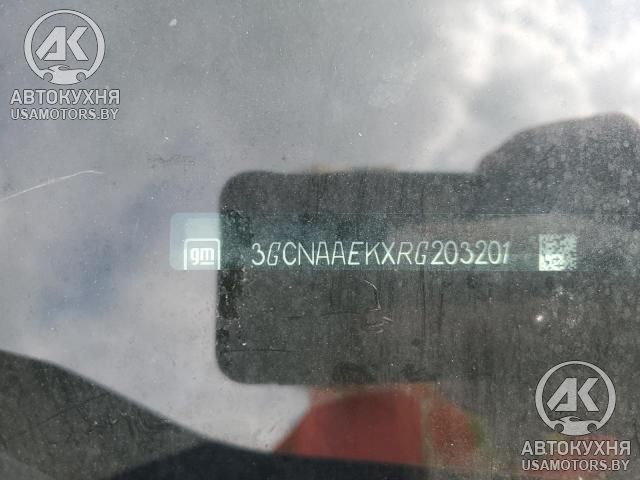 АК
АВТОКУХНЯ
USAMOTORS.BY
gm 3GCNAAEKXRG203201
АК
АВТОКУХНЯ
USAMOTORS.BY